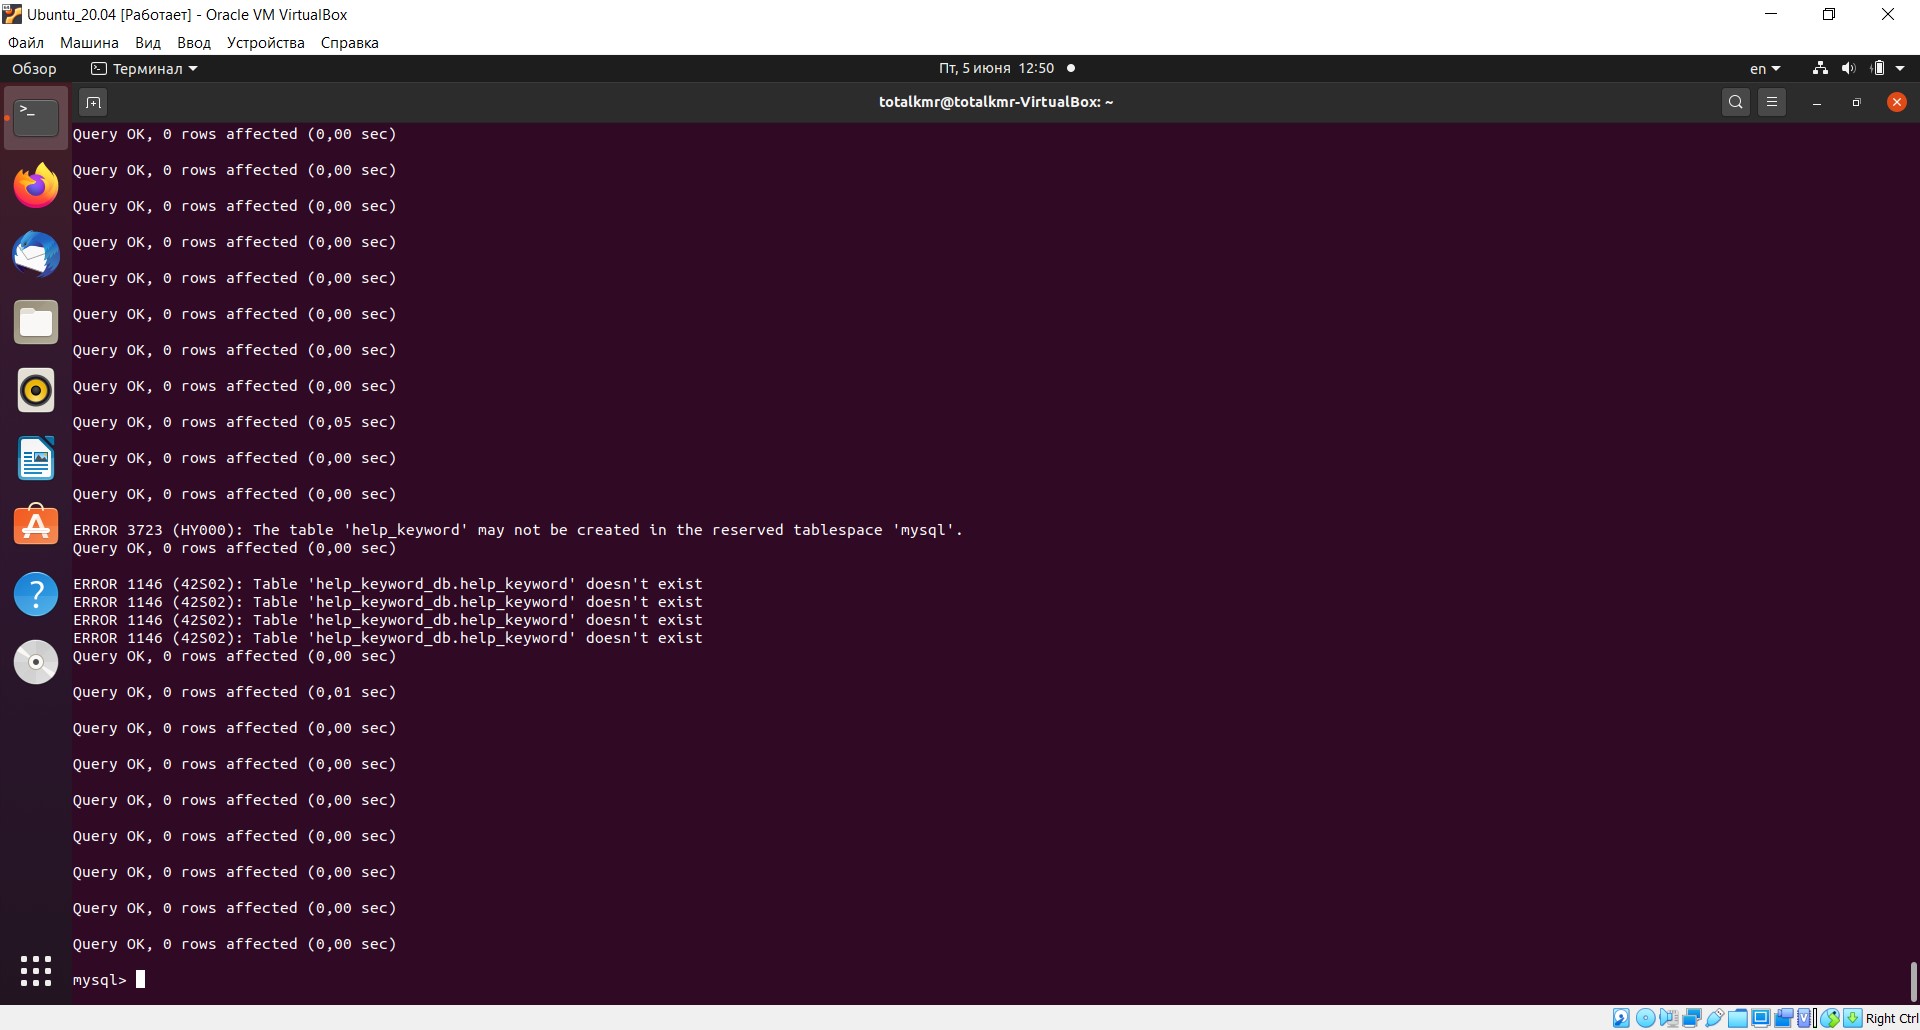 Ubuntu_20.04 [Работает] - Oracle VM VirtualBox
Файл Машина Вид Ввод Устройства Справка
Обзор Терминал Пт, 5 июня 12:50 en
totalkmr@totalkmr-VirtualBox: ~
Query OK, 0 rows affected (0,00 sec)
Query OK, 0 rows affected (0,00 sec)
Query OK, 0 rows affected (0,00 sec)
Query OK, 0 rows affected (0,00 sec)
Query OK, 0 rows affected (0,00 sec)
Query OK, 0 rows affected (0,00 sec)
Query OK, 0 rows affected (0,00 sec)
Query OK, 0 rows affected (0,00 sec)
Query OK, 0 rows affected (0,05 sec)
Query OK, 0 rows affected (0,00 sec)
Query OK, 0 rows affected (0,00 sec)
ERROR 3723 (HY000): The table 'help_keyword' may not be created in the reserved tablespace 'mysql'.
Query OK, 0 rows affected (0,00 sec)
ERROR 1146 (42S02): Table 'help_keyword_db.help_keyword' doesn't exist
ERROR 1146 (42S02): Table 'help_keyword_db.help_keyword' doesn't exist
ERROR 1146 (42S02): Table 'help_keyword_db.help_keyword' doesn't exist
ERROR 1146 (42S02): Table 'help_keyword_db.help_keyword' doesn't exist
Query OK, 0 rows affected (0,00 sec)
Query OK, 0 rows affected (0,01 sec)
Query OK, 0 rows affected (0,00 sec)
Query OK, 0 rows affected (0,00 sec)
Query OK, 0 rows affected (0,00 sec)
Query OK, 0 rows affected (0,00 sec)
Query OK, 0 rows affected (0,00 sec)
Query OK, 0 rows affected (0,00 sec)
Query OK, 0 rows affected (0,00 sec)
mysql>
Right Ctrl